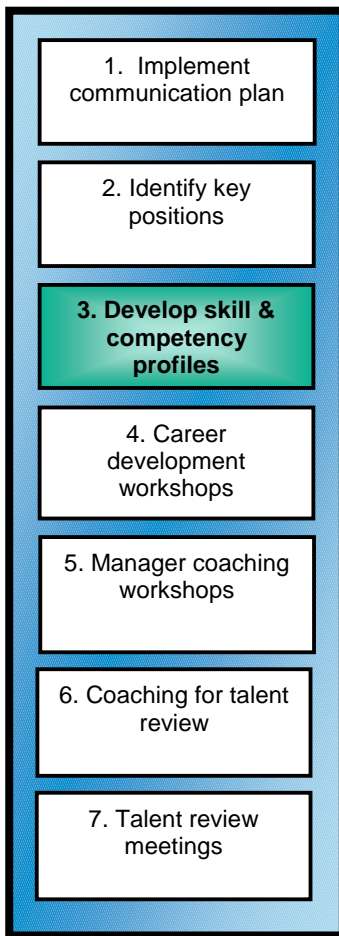 1. Implement
communication plan
2. Identify key
positions
3. Develop skill &
competency
profiles
4. Career
development
workshops
5. Manager coaching
workshops
6. Coaching for talent
review
7. Talent review
meetings